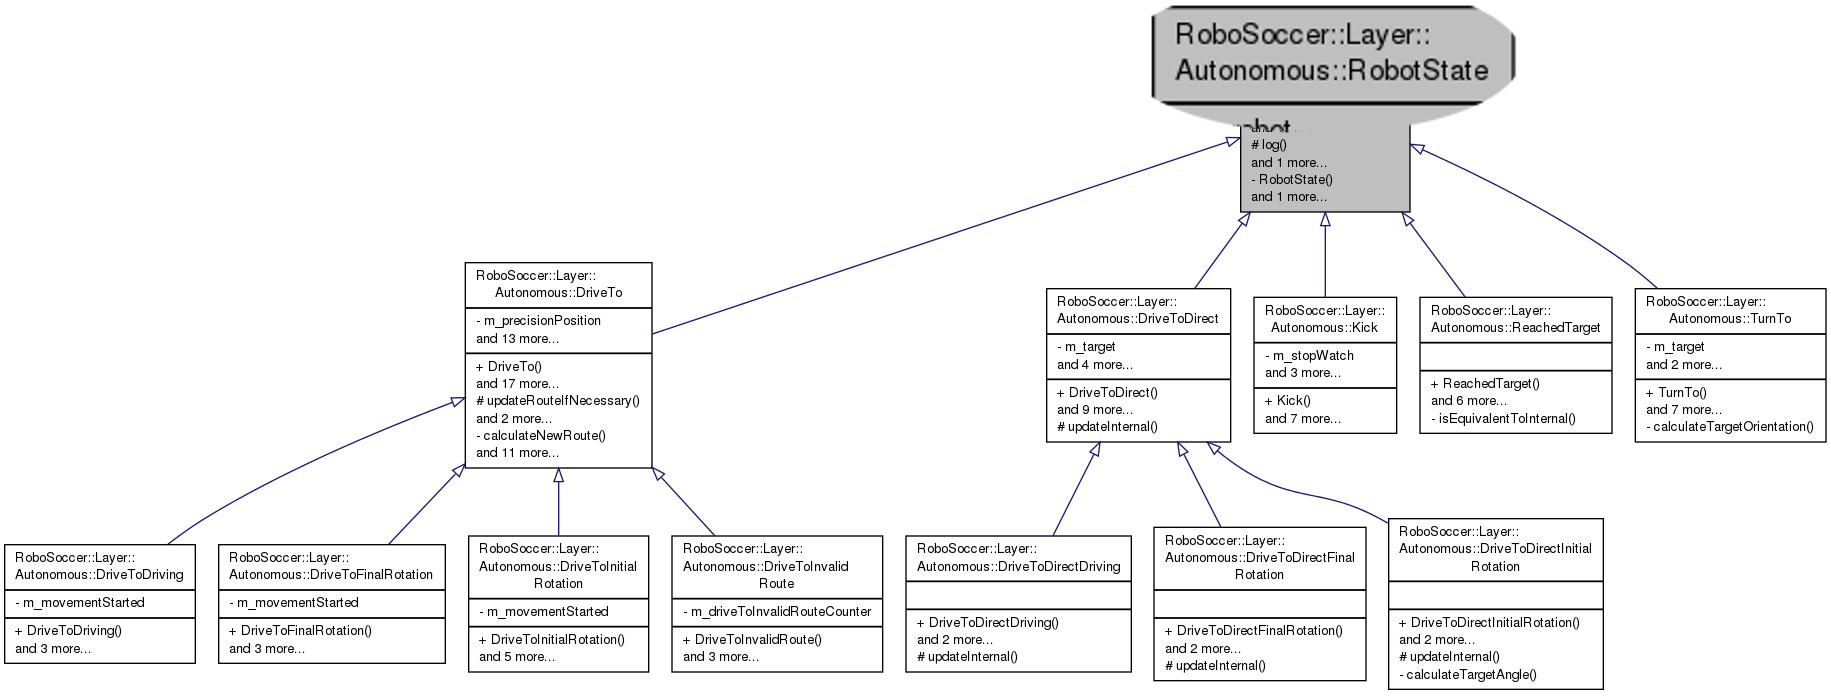 RoboSoccer::Layer::
Autonomous::RobotState
# log()
and 1 more...
- RobotState()
and 1 more...
RoboSoccer::Layer::
Autonomous::DriveTo
- m_precisionPosition
and 13 more...
+ DriveTo()
and 17 more...
# updateRouteIfNecessary()
and 2 more...
- calculateNewRoute()
and 11 more...
RoboSoccer::Layer::
Autonomous::DriveToDirect
- m_target
and 4 more...
+ DriveToDirect()
and 9 more...
# updateInternal()
RoboSoccer::Layer::
Autonomous::Kick
- m_stopWatch
and 3 more...
+ Kick()
and 7 more...
RoboSoccer::Layer::
Autonomous::ReachedTarget
+ ReachedTarget()
and 6 more...
- isEquivalentToInternal()
RoboSoccer::Layer::
Autonomous::TurnTo
- m_target
and 2 more...
+ TurnTo()
and 7 more...
- calculateTargetOrientation()
RoboSoccer::Layer::
Autonomous::DriveToDriving
- m_movementStarted
+ DriveToDriving()
and 3 more...
RoboSoccer::Layer::
Autonomous::DriveToFinalRotation
- m_movementStarted
+ DriveToFinalRotation()
and 3 more...
RoboSoccer::Layer::
Autonomous::DriveToInitial
Rotation
- m_movementStarted
+ DriveToInitialRotation()
and 5 more...
RoboSoccer::Layer::
Autonomous::DriveToInvalid
Route
- m_driveToInvalidRouteCounter
+ DriveToInvalidRoute()
and 3 more...
RoboSoccer::Layer::
Autonomous::DriveToDirectDriving
+ DriveToDirectDriving()
and 2 more...
# updateInternal()
RoboSoccer::Layer::
Autonomous::DriveToDirectFinal
Rotation
+ DriveToDirectFinalRotation()
and 2 more...
# updateInternal()
RoboSoccer::Layer::
Autonomous::DriveToDirectInitial
Rotation
+ DriveToDirectInitialRotation()
and 2 more...
# updateInternal()
- calculateTargetAngle()